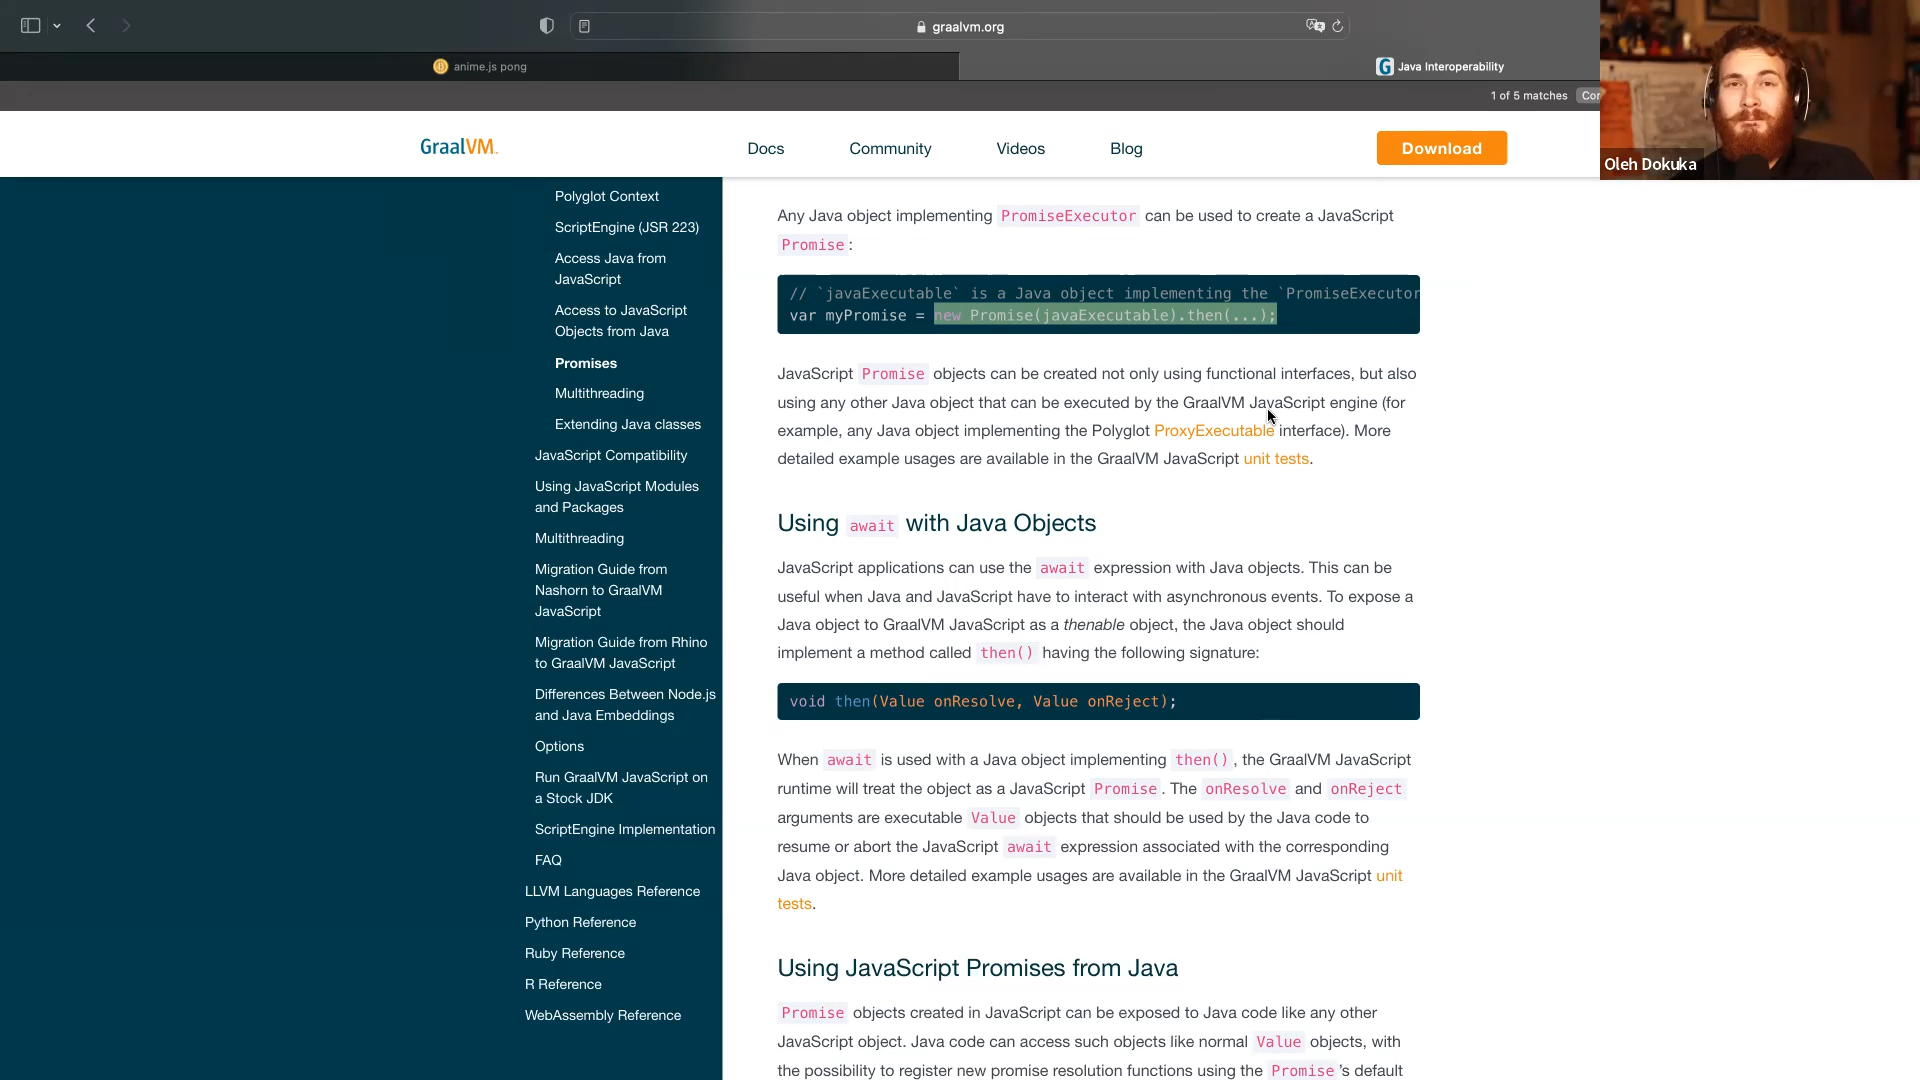 graalvm.org
anime.js pong
Java Interoperability
1 of 5 matches
Oleh Dokuka
GraalVM
Docs
Community
Videos
Blog
Download
Polyglot Context
ScriptEngine (JSR 223)
Access Java from
JavaScript
Access to JavaScript
Objects from Java
Promises
Multithreading
Extending Java classes
JavaScript Compatibility
Using JavaScript Modules
and Packages
Multithreading
Migration Guide from
Nashorn to GraalVM
JavaScript
Migration Guide from Rhino
to GraalVM JavaScript
Differences Between Node.js
and Java Embeddings
Options
Run GraalVM JavaScript on
a Stock JDK
ScriptEngine Implementation
FAQ
LLVM Languages Reference
Python Reference
Ruby Reference
R Reference
WebAssembly Reference
Any Java object implementing PromiseExecutor can be used to create a JavaScript
Promise:
// `javaExecutable` is a Java object implementing the `PromiseExecutor
var myPromise = new Promise(javaExecutable).then(...);
JavaScript Promise objects can be created not only using functional interfaces, but also
using any other Java object that can be executed by the GraalVM JavaScript engine (for
example, any Java object implementing the Polyglot ProxyExecutable interface). More
detailed example usages are available in the GraalVM JavaScript unit tests.
Using await with Java Objects
JavaScript applications can use the await expression with Java objects. This can be
useful when Java and JavaScript have to interact with asynchronous events. To expose a
Java object to GraalVM JavaScript as a thenable object, the Java object should
implement a method called then() having the following signature:
void then(Value onResolve, Value onReject);
When await is used with a Java object implementing then(), the GraalVM JavaScript
runtime will treat the object as a JavaScript Promise. The onResolve and onReject
arguments are executable Value objects that should be used by the Java code to
resume or abort the JavaScript await expression associated with the corresponding
Java object. More detailed example usages are available in the GraalVM JavaScript unit
tests.
Using JavaScript Promises from Java
Promise objects created in JavaScript can be exposed to Java code like any other
JavaScript object. Java code can access such objects like normal Value objects, with
the possibility to register new promise resolution functions using the Promise's default